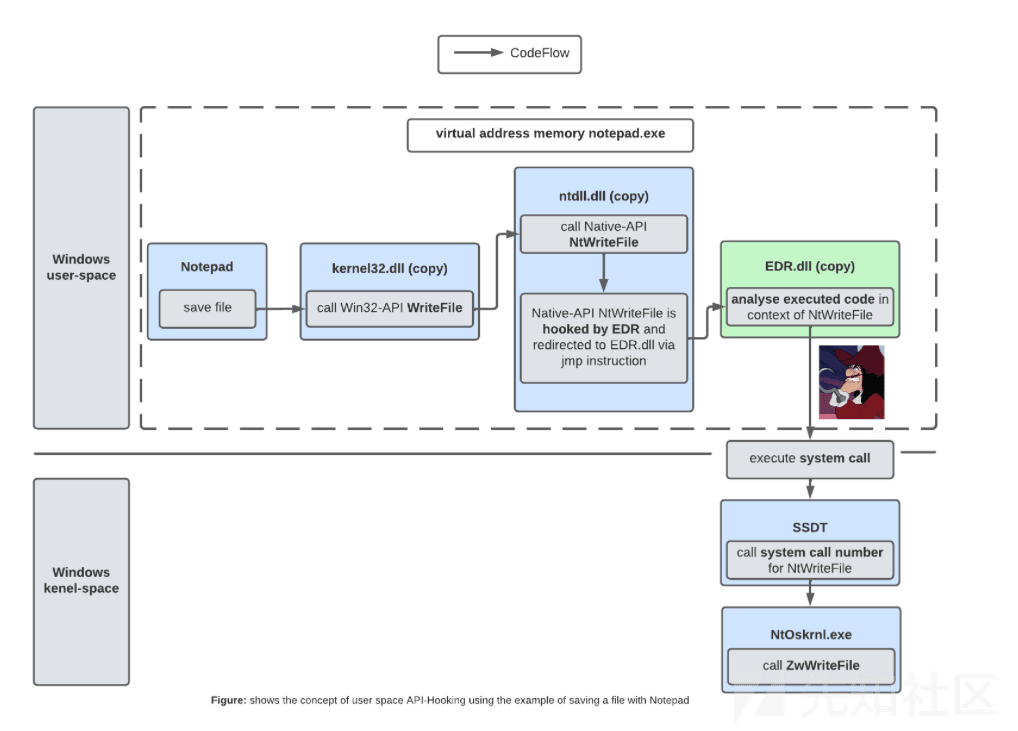 CodeFlow
virtual address memory notepad.exe
Windows
user-space
Notepad
save file
kernel32.dll (copy)
call Win32-API WriteFile
ntdll.dll (copy)
call Native-API
NtWriteFile
Native-API NtWriteFile is
hooked by EDR and
redirected to EDR.dll via
jmp instruction
EDR.dll (copy)
analyse executed code in
context of NtWriteFile
execute system call
Windows
kenel-space
SSDT
call system call number
for NtWriteFile
NtOskrnl.exe
call ZwWriteFile
Figure: shows the concept of user space API-Hooking using the example of saving a file with Notepad
先知社区